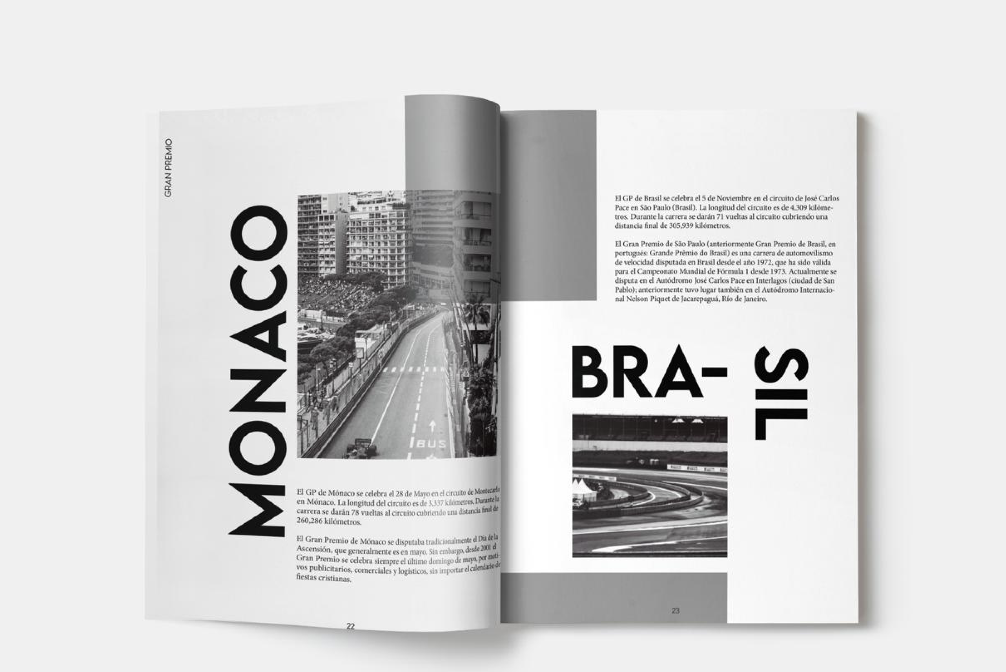 GRAN PREMIO
MONACO
BUS
El GP de Mónaco se celebra el 28 de Mayo en el circuito de Montecarlo
en Mónaco. La longitud del circuito es de 3,337 kilómetros. Durante la
carrera se darán 78 vueltas al circuito cubriendo una distancia final de
260,286 kilómetros.
El Gran Premio de Mónaco se disputaba tradicionalmente el Día de la
Ascensión, que generalmente es en mayo. Sin embargo, desde 2001 el
Gran Premio se celebra siempre el último domingo de mayo, por moti-
vos publicitarios, comerciales y logísticos, sin importar el calendario de
fiestas cristianas.
22
El GP de Brasil se celebra el 5 de Noviembre en el circuito de José Carlos
Pace en São Paulo (Brasil). La longitud del circuito es de 4,309 kilóme-
tros. Durante la carrera se darán 71 vueltas al circuito cubriendo una
distancia final de 305,939 kilómetros.
El Gran Premio de São Paulo (anteriormente Gran Premio de Brasil, en
portugués: Grande Prêmio do Brasil) es una carrera de automovilismo
de velocidad disputada en Brasil desde el año 1972, que ha sido válida
para el Campeonato Mundial de Fórmula 1 desde 1973. Actualmente se
disputa en el Autódromo José Carlos Pace en Interlagos (ciudad de San
Pablo); anteriormente tuvo lugar también en el Autódromo Internacio-
nal Nelson Piquet de Jacarepaguá, Río de Janeiro.
BRA-
SIL
23